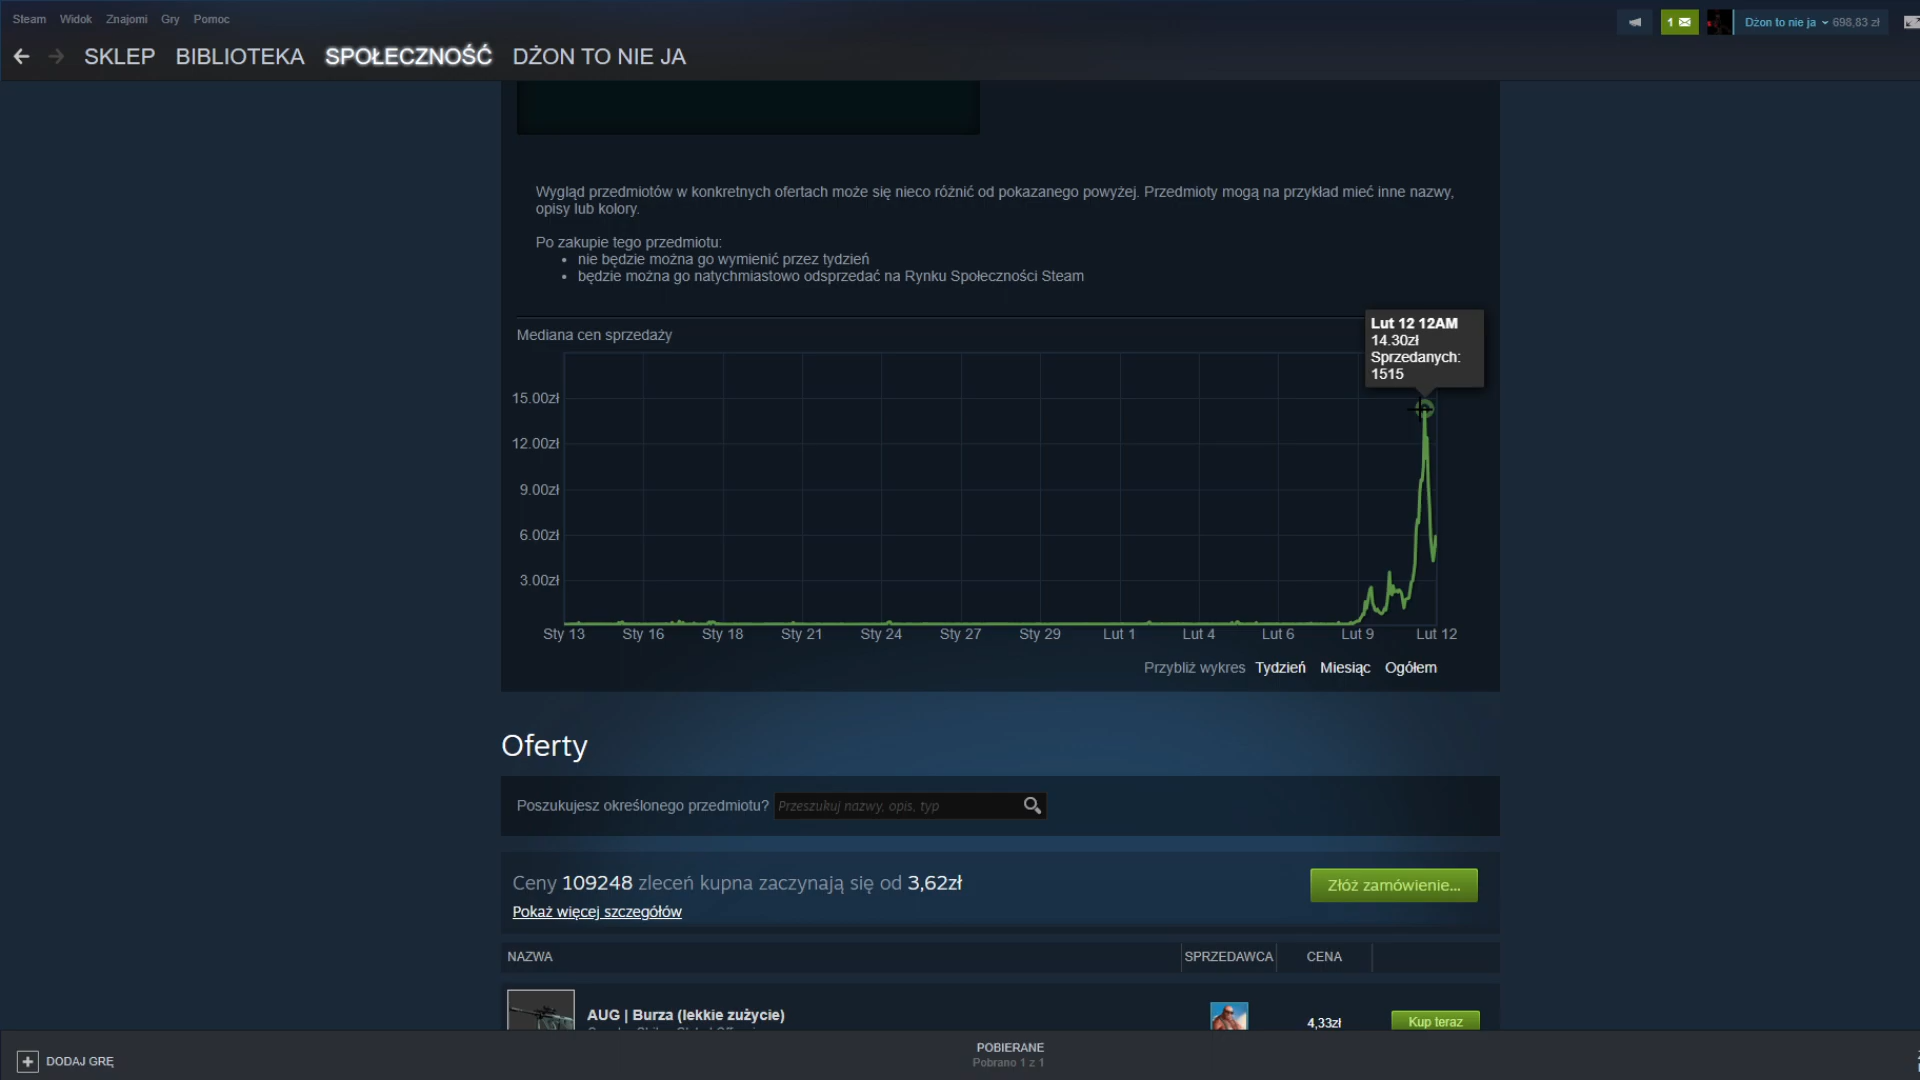 Steam Widok Znajomi Gry Pomoc
1 Dżon to nie ja 698,83 zł
SKLEP BIBLIOTEKA SPOŁECZNOŚĆ DŻON TO NIE JA
Wygląd przedmiotów w konkretnych ofertach może się nieco różnić od pokazanego powyżej. Przedmioty mogą na przykład mieć inne nazwy,
opisy lub kolory.
Po zakupie tego przedmiotu:
• nie będzie można go wymienić przez tydzień
• będzie można go natychmiastowo odsprzedać na Rynku Społeczności Steam
Mediana cen sprzedaży
Lut 12 12AM
14.30zł
Sprzedanych:
1515
15.00zł
12.00zł
9.00zł
6.00zł
3.00zł
Sty 13 Sty 16 Sty 18 Sty 21 Sty 24 Sty 27 Sty 29 Lut 1 Lut 4 Lut 6 Lut 9 Lut 12
Przybliż wykres Tydzień Miesiąc Ogółem
Oferty
Poszukujesz określonego przedmiotu? Przeszukuj nazwy, opis, typ
Ceny 109248 zleceń kupna zaczynają się od 3,62zł
Złóż zamówienie...
Pokaż więcej szczegółów
NAZWA SPRZEDAWCA CENA
AUG | Burza (lekkie zużycie)
4,33zł Kup teraz
DODAJ GRĘ
POBIERANE
Pobrano 1 z 1